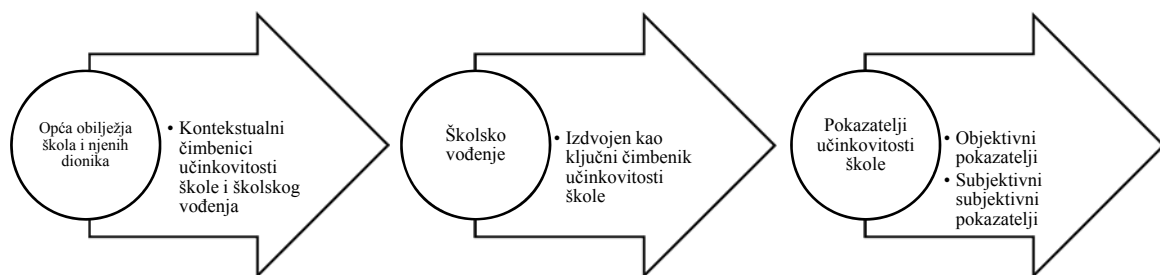 Opća obilježja
škola i njenih
dionika
• Kontekstualni
čimbenici
učinkovitosti
škole i školskog
vođenja
Školsko
vođenje
• Izdvojen kao
ključni čimbenik
učinkovitosti
škole
Pokazatelji
učinkovitosti
škole
• Objektivni
pokazatelji
• Subjektivni
subjektivni
pokazatelji